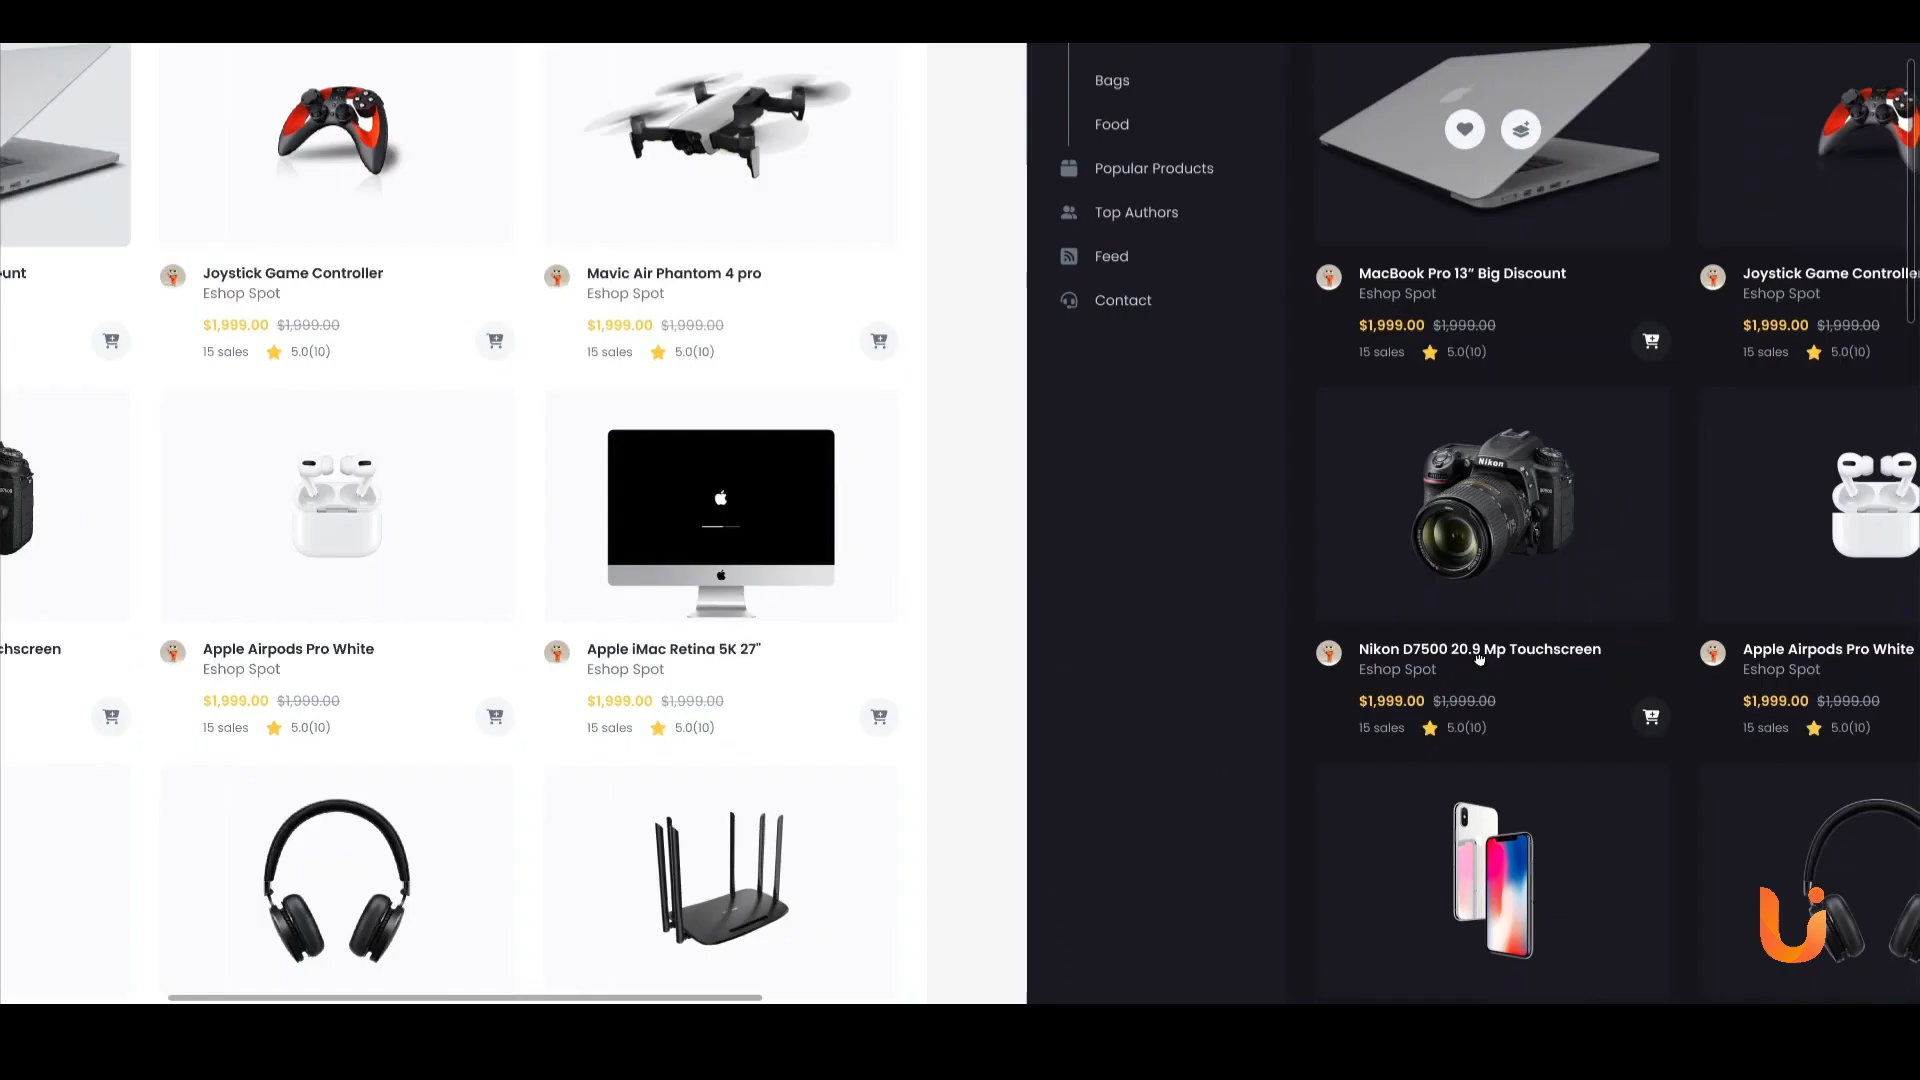 ount
Joystick Game Controller
Eshop Spot
$1,999.00 $1,999.00
15 sales 5.0(10)
Mavic Air Phantom 4 pro
Eshop Spot
$1,999.00 $1,999.00
15 sales 5.0(10)
chscreen
Apple Airpods Pro White
Eshop Spot
$1,999.00 $1,999.00
15 sales 5.0(10)
Apple iMac Retina 5K 27"
Eshop Spot
$1,999.00 $1,999.00
15 sales 5.0(10)
Bags
Food
Popular Products
Top Authors
Feed
Contact
MacBook Pro 13” Big Discount
Eshop Spot
$1,999.00 $1,999.00
15 sales 5.0(10)
Joystick Game Controlle
Eshop Spot
$1,999.00 $1,999.00
15 sales 5.0(10)
Nikon
Nikon D7500 20.9 Mp Touchscreen
Eshop Spot
$1,999.00 $1,999.00
15 sales 5.0(10)
Apple Airpods Pro White
Eshop Spot
$1,999.00 $1,999.00
15 sales 5.0(10)
Ui